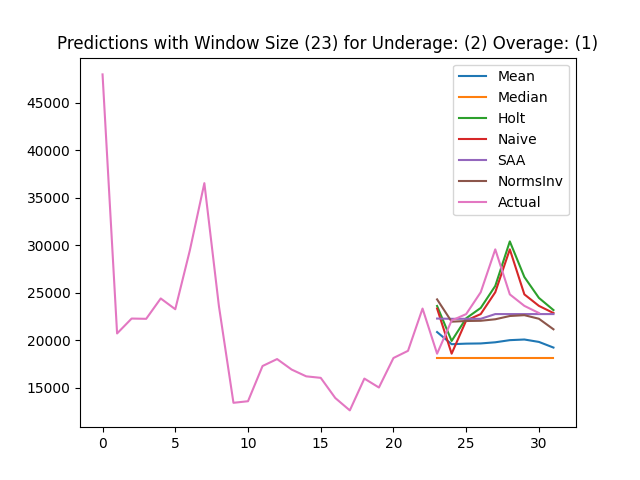 Predictions with Window Size (23) for Underage: (2) Overage: (1)
Mean
Median
Holt
Naive
SAA
NormsInv
Actual
45000
40000
35000
30000
25000
20000
15000
0 5 10 15 20 25 30